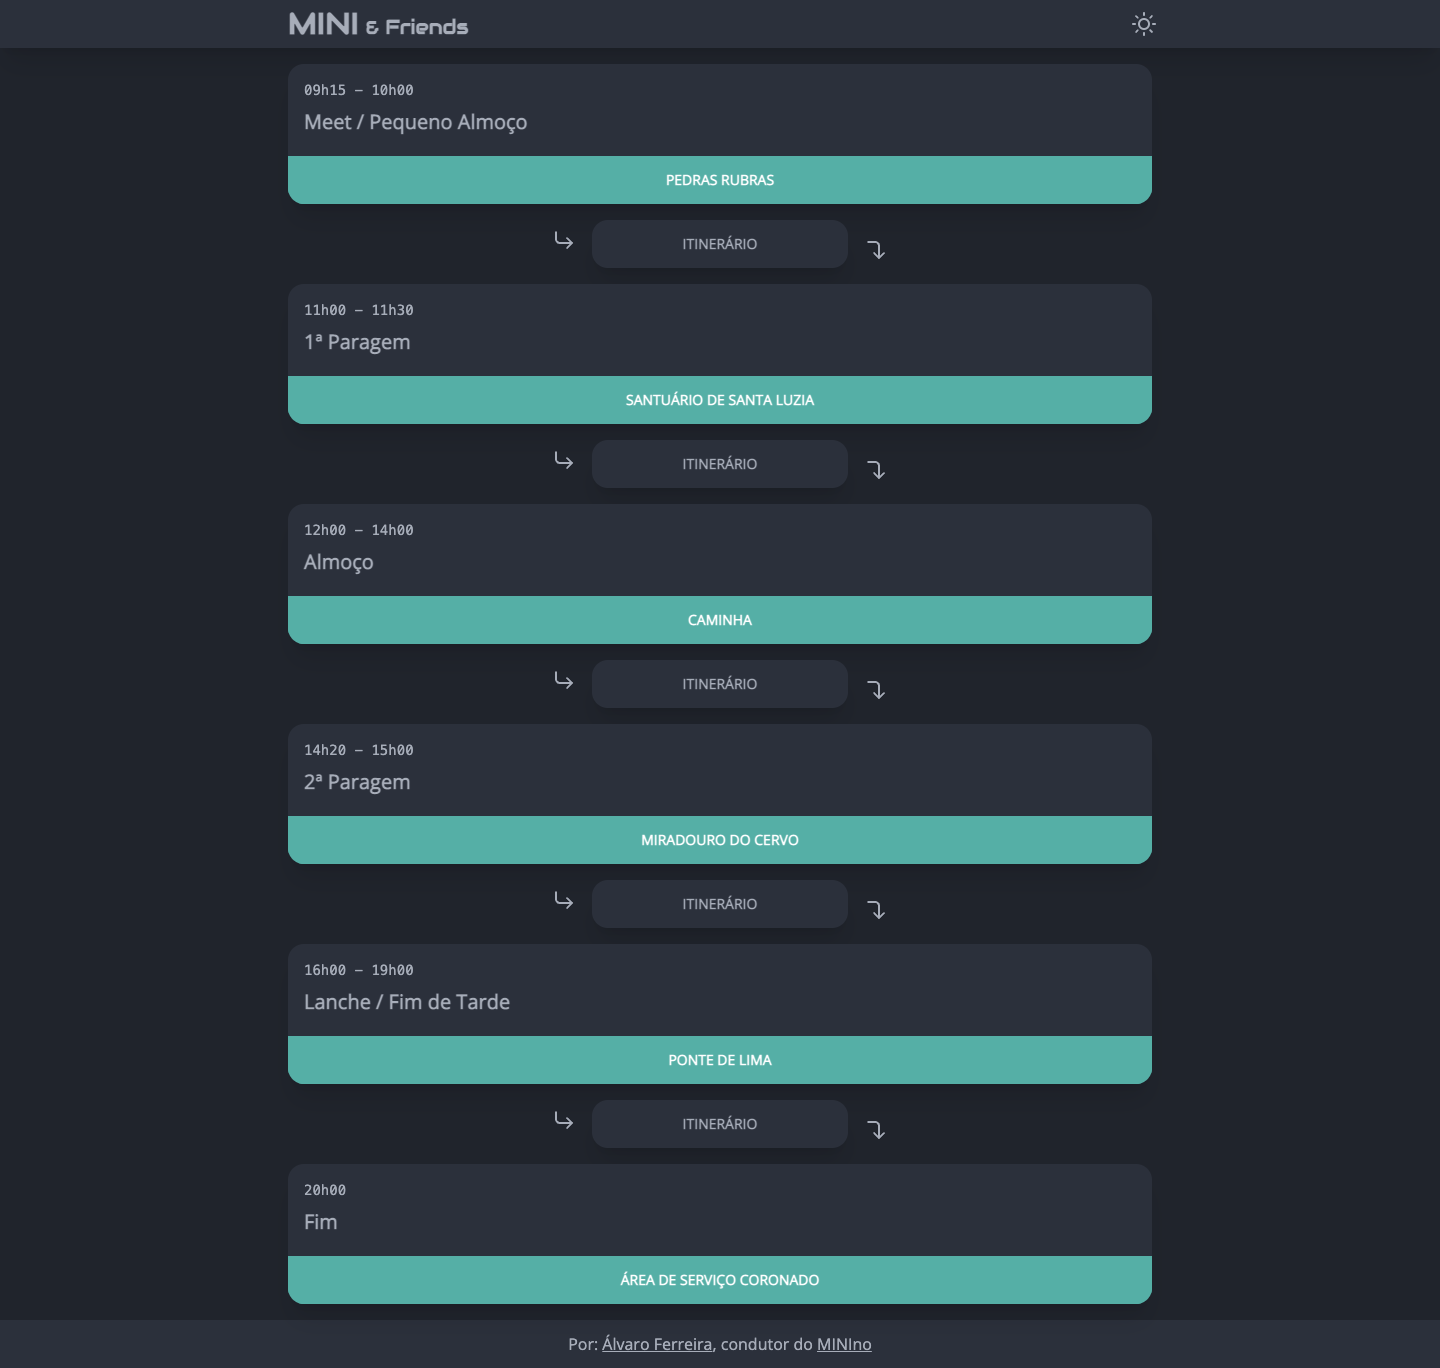 MINI & Friends
09h15 – 10h00
Meet / Pequeno Almoço
PEDRAS RUBRAS
ITINERÁRIO
11h00 – 11h30
1ª Paragem
SANTUÁRIO DE SANTA LUZIA
ITINERÁRIO
12h00 – 14h00
Almoço
CAMINHA
ITINERÁRIO
14h20 – 15h00
2ª Paragem
MIRADOURO DO CERVO
ITINERÁRIO
16h00 – 19h00
Lanche / Fim de Tarde
PONTE DE LIMA
ITINERÁRIO
20h00
Fim
ÁREA DE SERVIÇO CORONADO
Por: Álvaro Ferreira, condutor do MINIno